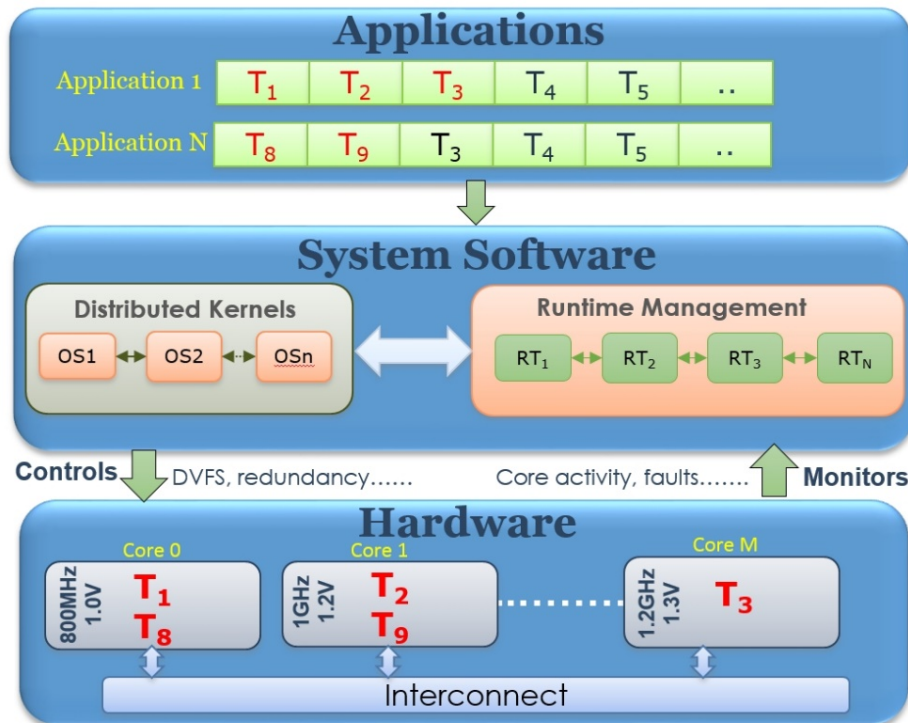 Applications
Application 1 T₁ T₂ T₃ T₄ T₅ ..
Application N T₈ T₉ T₃ T₄ T₅ ..
System Software
Distributed Kernels
OS1 OS2 OSn
Runtime Management
RT₁ RT₂ RT₃ RT_N
Controls DVFS, redundancy...... Core activity, faults....... Monitors
Hardware
Core 0 Core 1 Core M
800MHz
1.0V
T₁
T₈
1GHz
1.2V
T₂
T₉
1.2GHz
1.3V
T₃
Interconnect